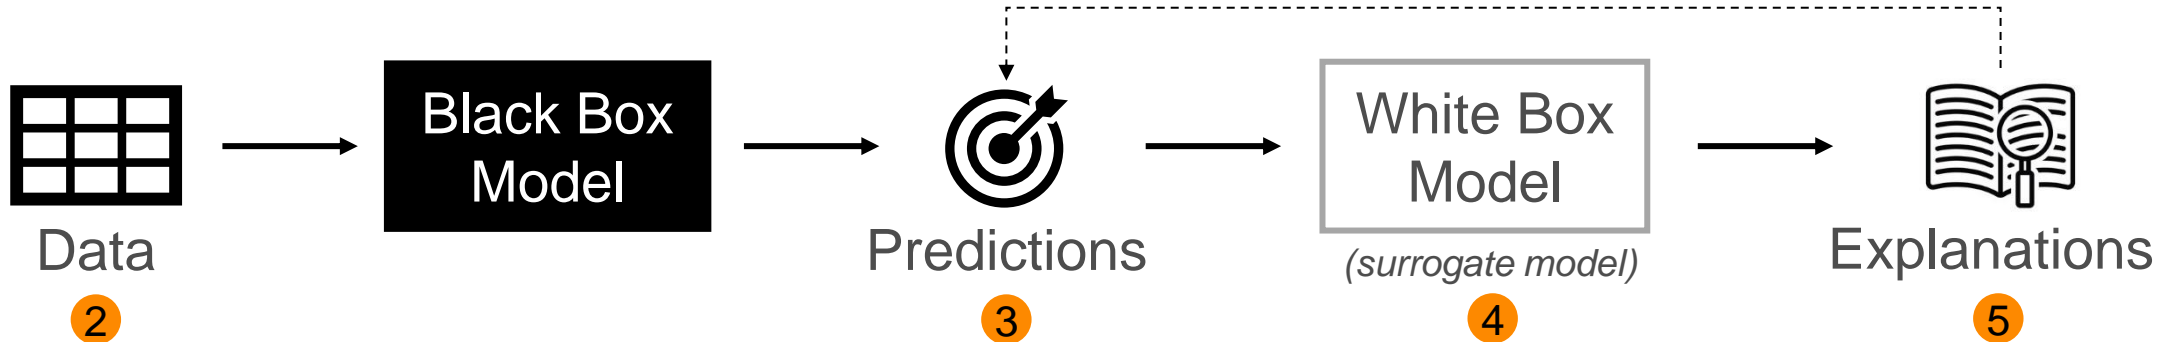 Black Box
Model
White Box
Model
Data
Predictions
(surrogate model)
Explanations
2
3
4
5